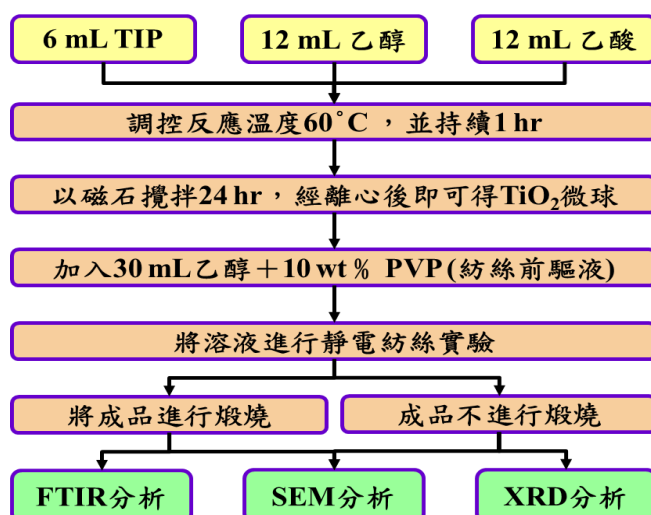 6 mL TIP
12 mL 乙醇
12 mL 乙酸
調控反應溫度60°C ，並持續1 hr
以磁石攪拌24 hr，經離心後即可得TiO₂微球
加入30 mL乙醇＋10 wt％ PVP(紡絲前驅液)
將溶液進行靜電紡絲實驗
將成品進行煅燒
成品不進行煅燒
FTIR分析
SEM分析
XRD分析